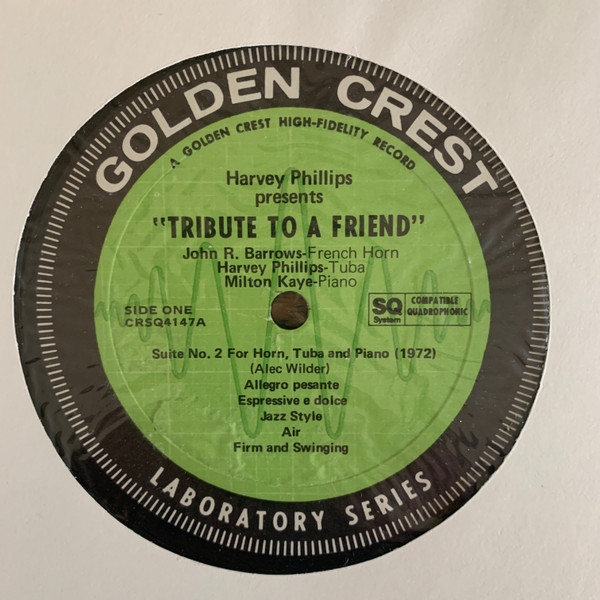 GOLDEN CREST
A GOLDEN CREST HIGH-FIDELITY RECORD
Harvey Phillips
presents
"TRIBUTE TO A FRIEND"
John R. Barrows-French Horn
Harvey Phillips-Tuba
Milton Kaye-Piano
SIDE ONE
CRSQ4147A
SQ
System
COMPATIBLE
QUADROPHONIC
Suite No. 2 For Horn, Tuba and Piano (1972)
(Alec Wilder)
Allegro pesante
Espressive e dolce
Jazz Style
Air
Firm and Swinging
LABORATORY SERIES